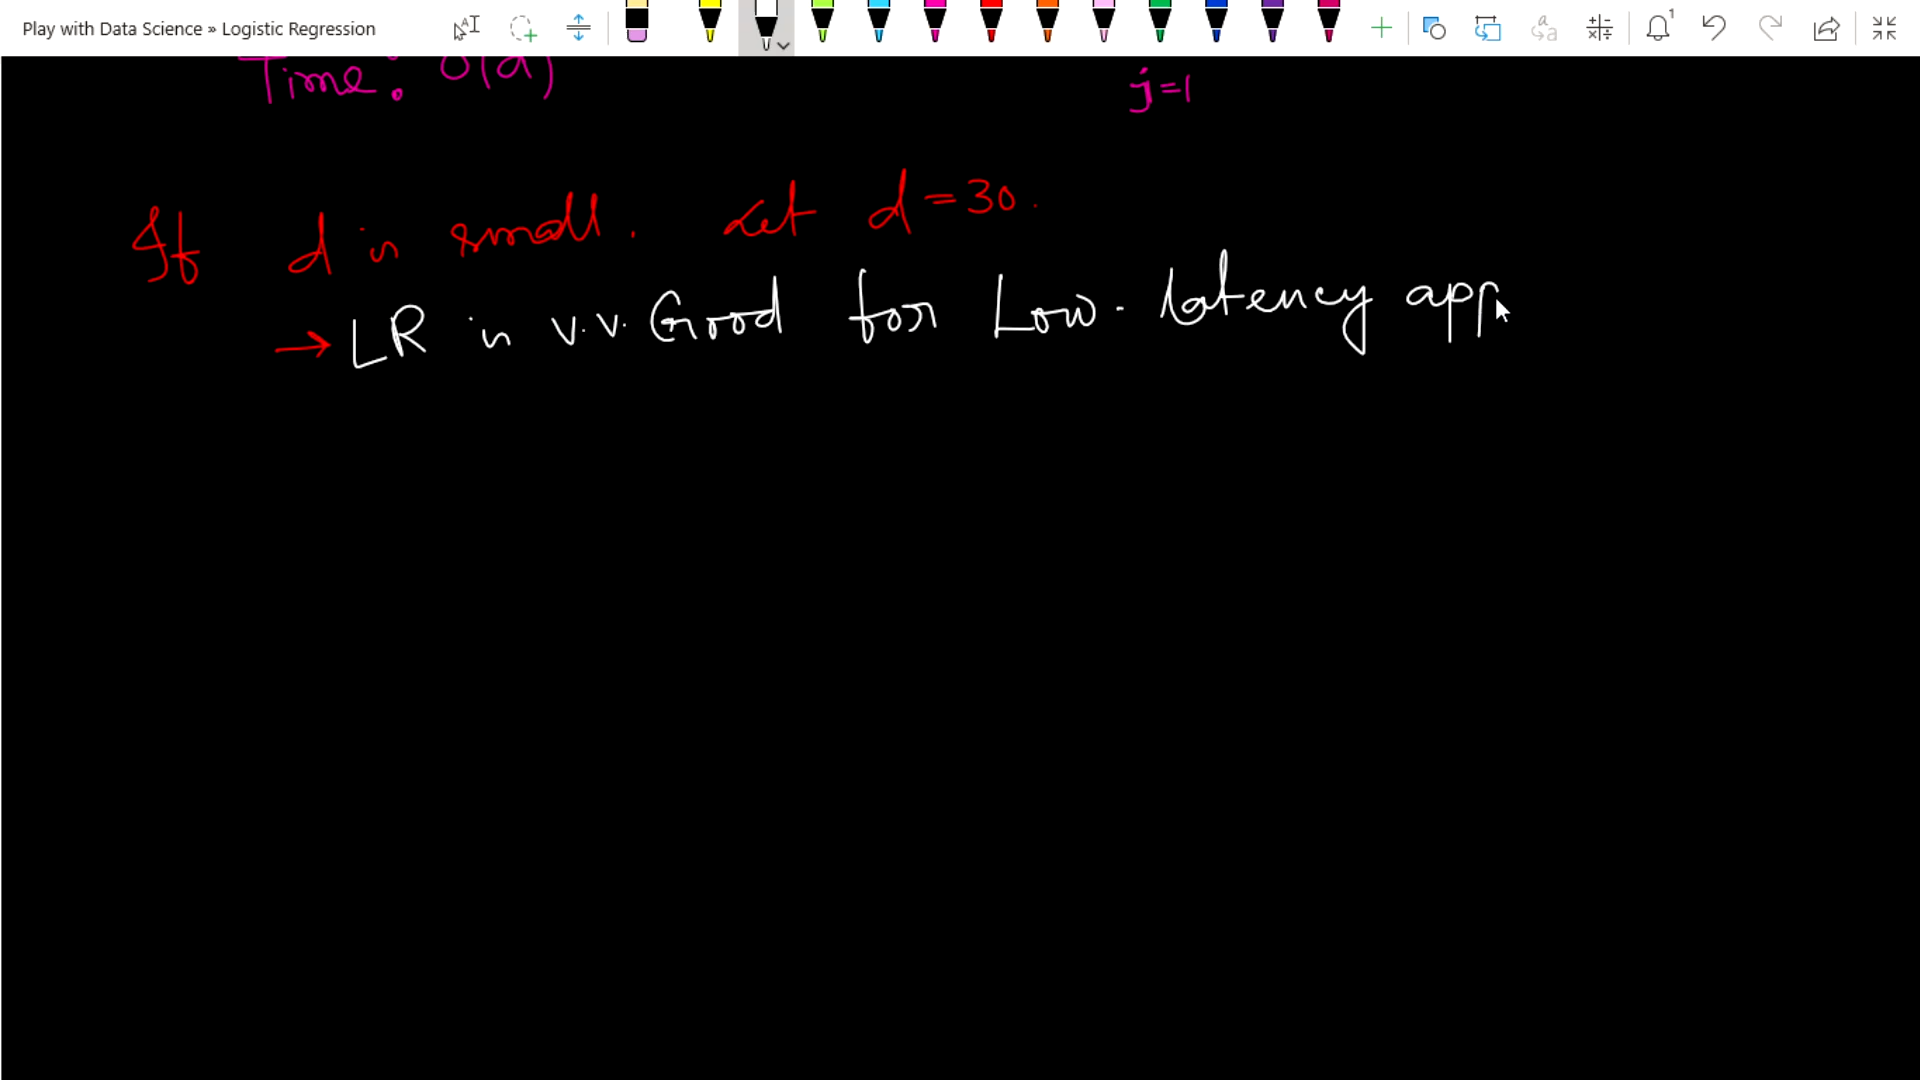 Play with Data Science » Logistic Regression
1
Time: O(d)
j=1
If d is small. Let d=30.
→ LR is v.v. Good for Low-latency app